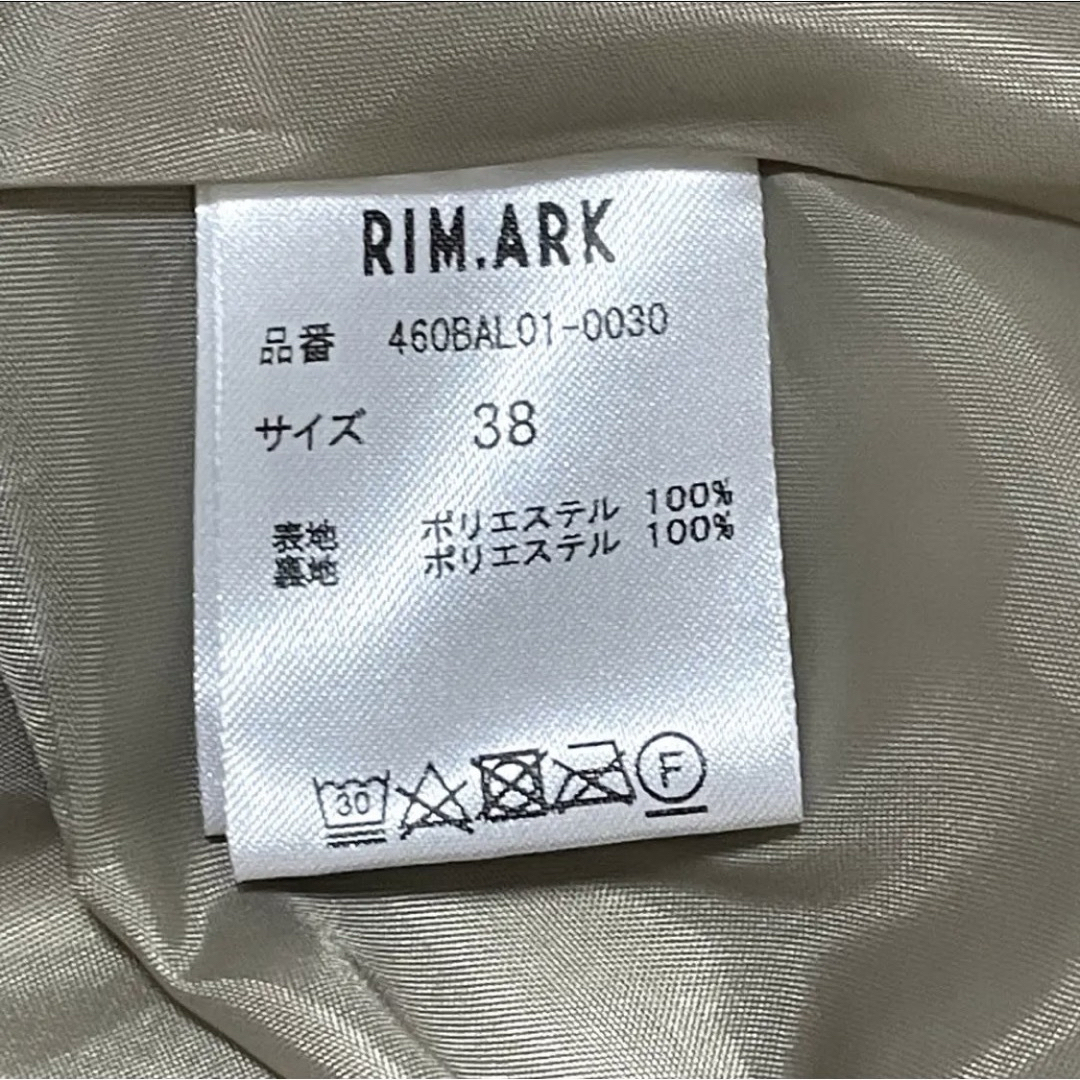 RIM.ARK
品番 460BAL01-0030
サイズ 38
表地 ポリエステル 100%
裏地 ポリエステル 100%
30 F